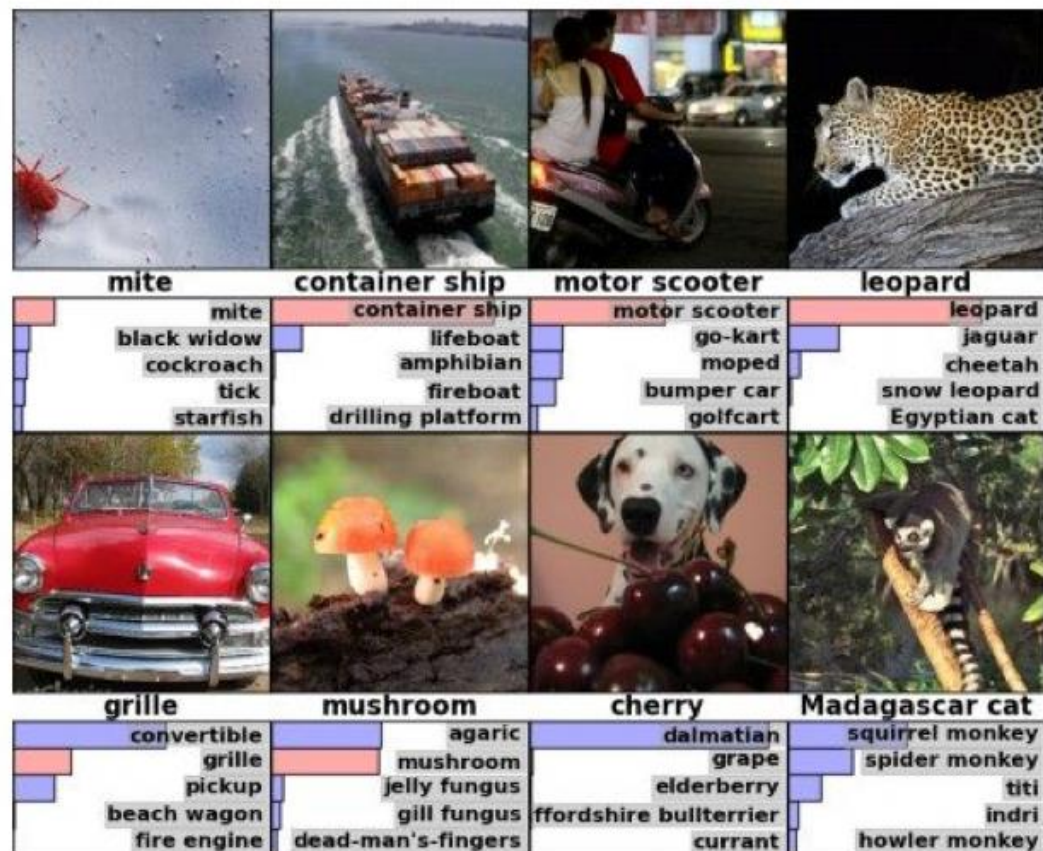 mite
container ship
motor scooter
leopard
mite
black widow
cockroach
tick
starfish
container ship
lifeboat
amphibian
fireboat
drilling platform
motor scooter
go-kart
moped
bumper car
golfcart
leopard
jaguar
cheetah
snow leopard
Egyptian cat
grille
mushroom
cherry
Madagascar cat
convertible
grille
pickup
beach wagon
fire engine
agaric
mushroom
jelly fungus
gill fungus
dead-man's-fingers
dalmatian
grape
elderberry
ffordshire bullterrier
currant
squirrel monkey
spider monkey
titi
indri
howler monkey